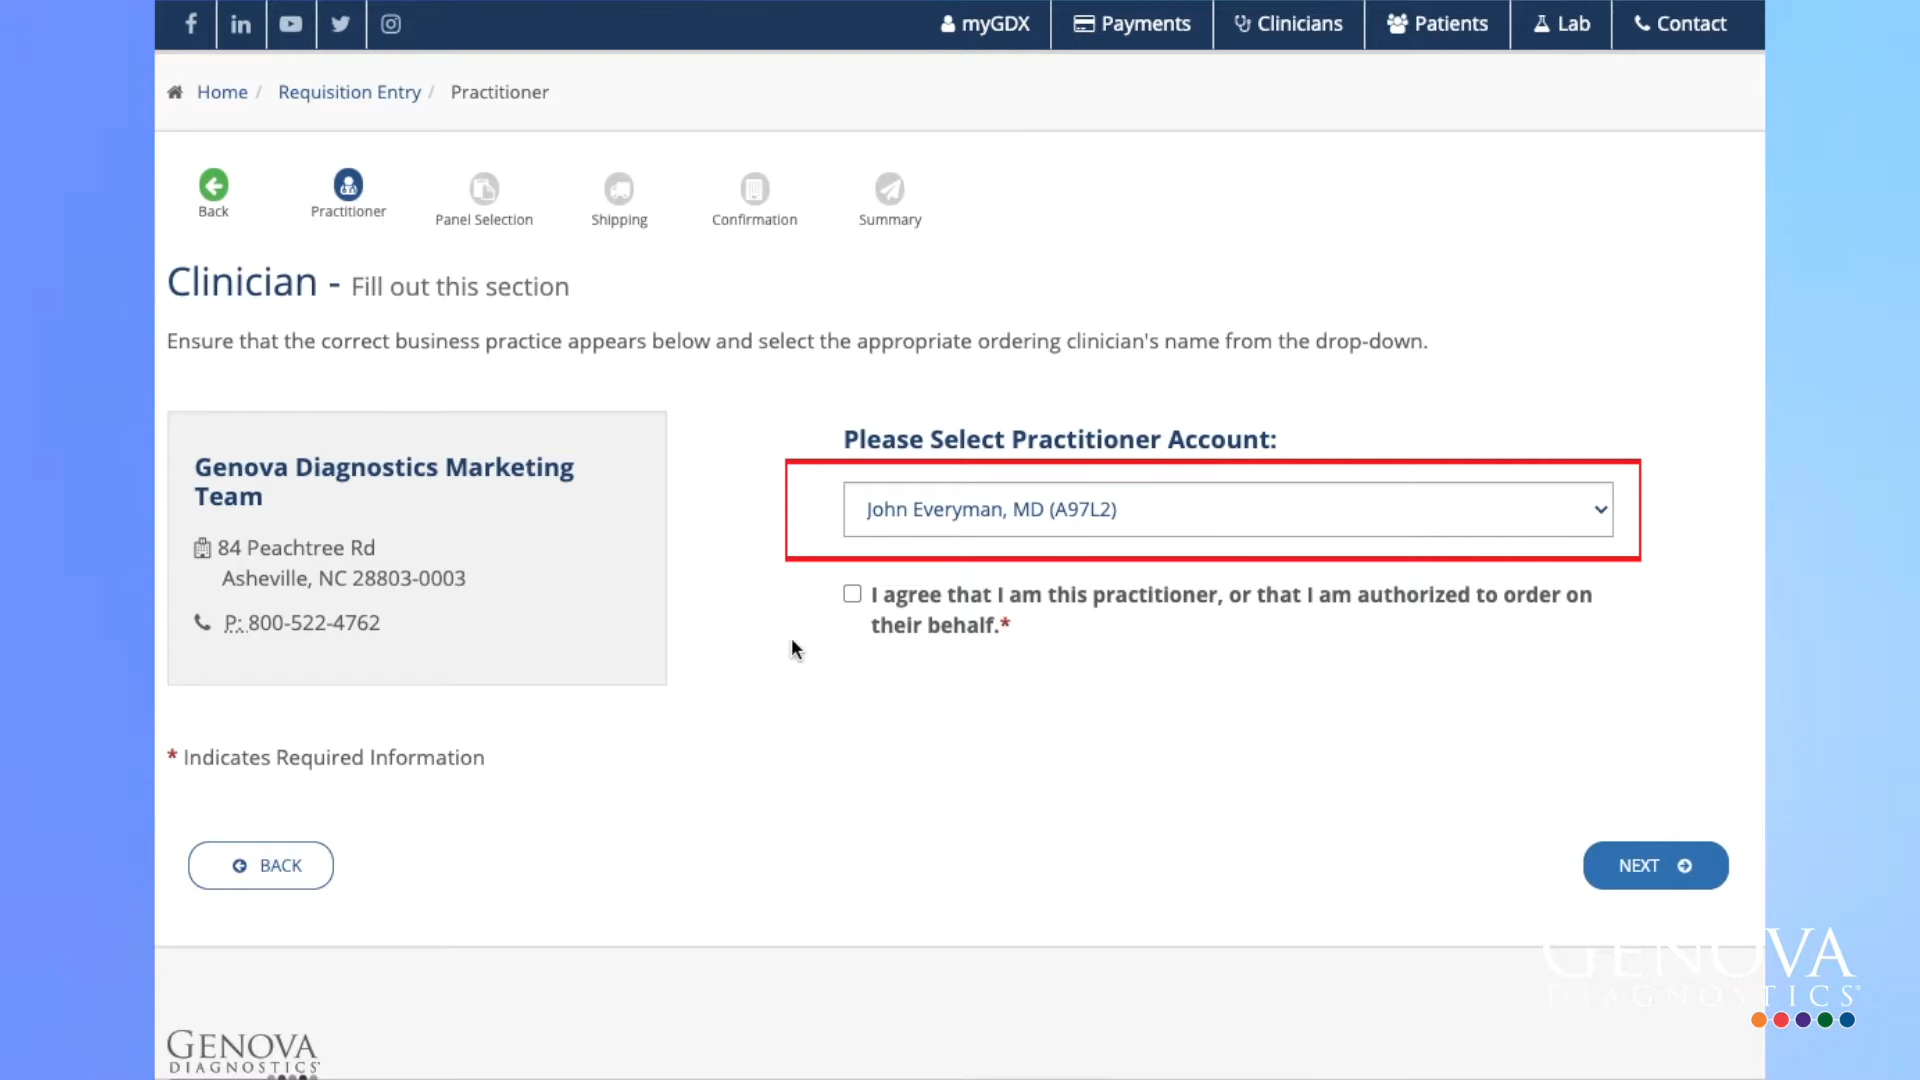 myGDX
Payments
Clinicians
Patients
Lab
Contact
Home / Requisition Entry / Practitioner
Back
Practitioner
Panel Selection
Shipping
Confirmation
Summary
Clinician - Fill out this section
Ensure that the correct business practice appears below and select the appropriate ordering clinician's name from the drop-down.
Genova Diagnostics Marketing
Team
84 Peachtree Rd
Asheville, NC 28803-0003
P: 800-522-4762
Please Select Practitioner Account:
John Everyman, MD (A97L2)
I agree that I am this practitioner, or that I am authorized to order on
their behalf.*
* Indicates Required Information
BACK
NEXT
GENOVA
DIAGNOSTICS®
GENOVA
DIAGNOSTICS®